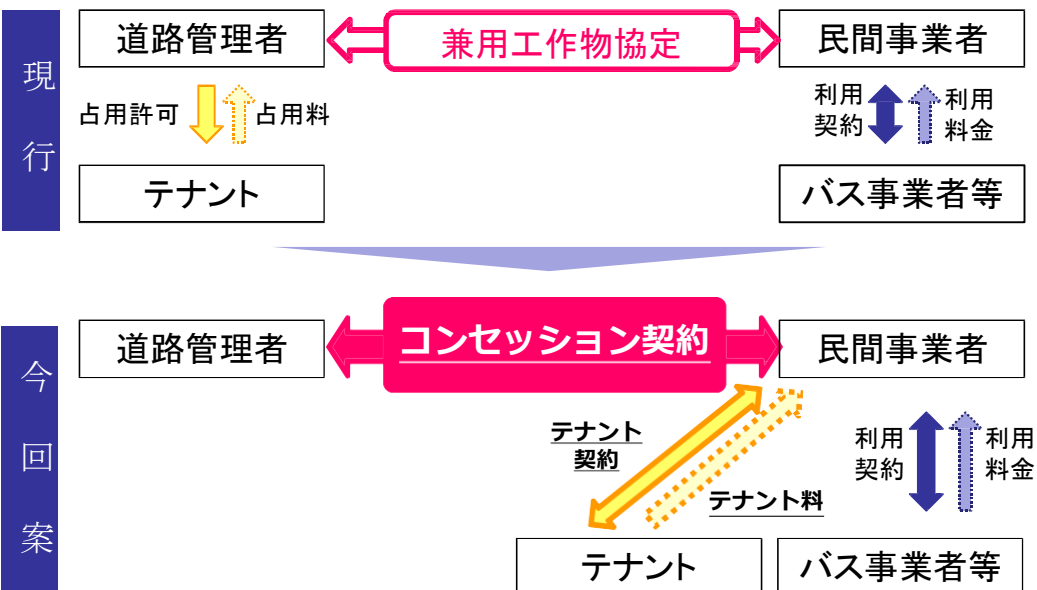 現行
道路管理者
兼用工作物協定
民間事業者
占用許可
占用料
利用
契約
利用
料金
テナント
バス事業者等
今回案
道路管理者
コンセッション契約
民間事業者
テナント
契約
テナント料
利用
契約
利用
料金
テナント
バス事業者等